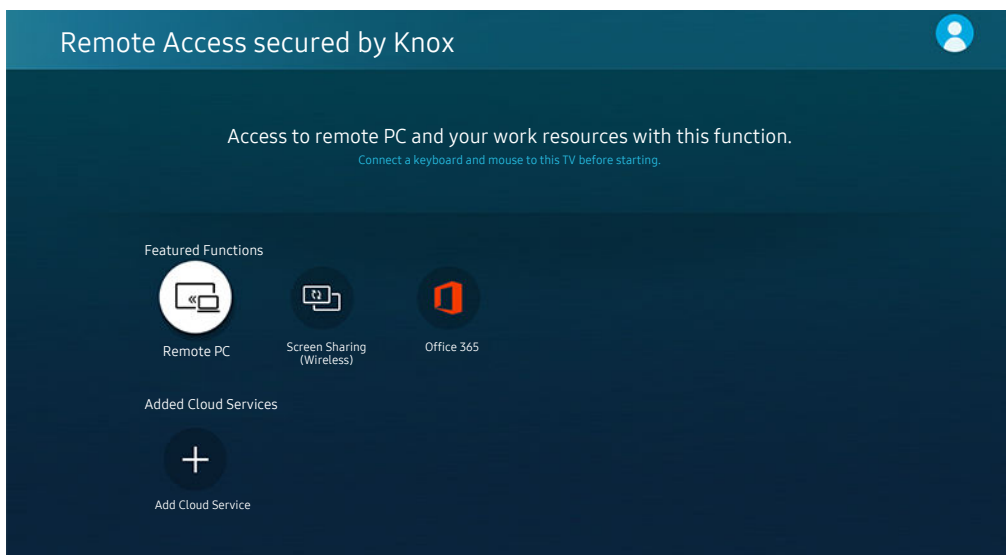 Remote Access secured by Knox
Access to remote PC and your work resources with this function.
Connect a keyboard and mouse to this TV before starting.
Featured Functions
Remote PC
Screen Sharing
(Wireless)
Office 365
Added Cloud Services
Add Cloud Service